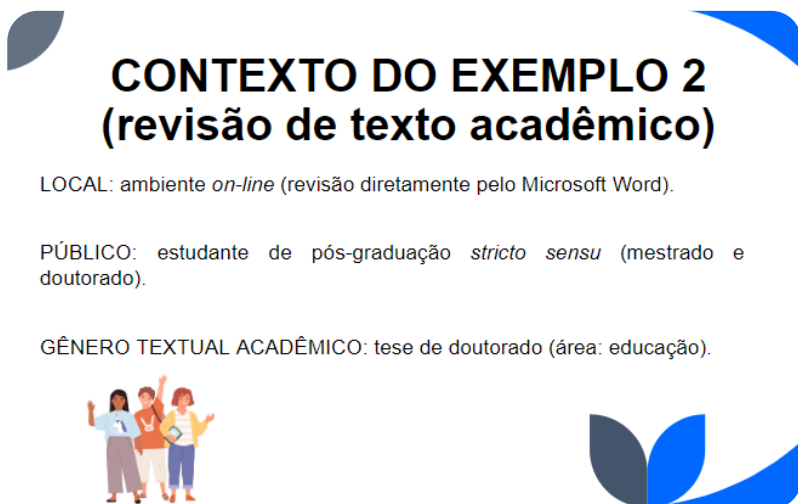 CONTEXTO DO EXEMPLO 2
(revisão de texto acadêmico)
LOCAL: ambiente on-line (revisão diretamente pelo Microsoft Word).
PÚBLICO: estudante de pós-graduação stricto sensu (mestrado e
doutorado).
GÊNERO TEXTUAL ACADÊMICO: tese de doutorado (área: educação).